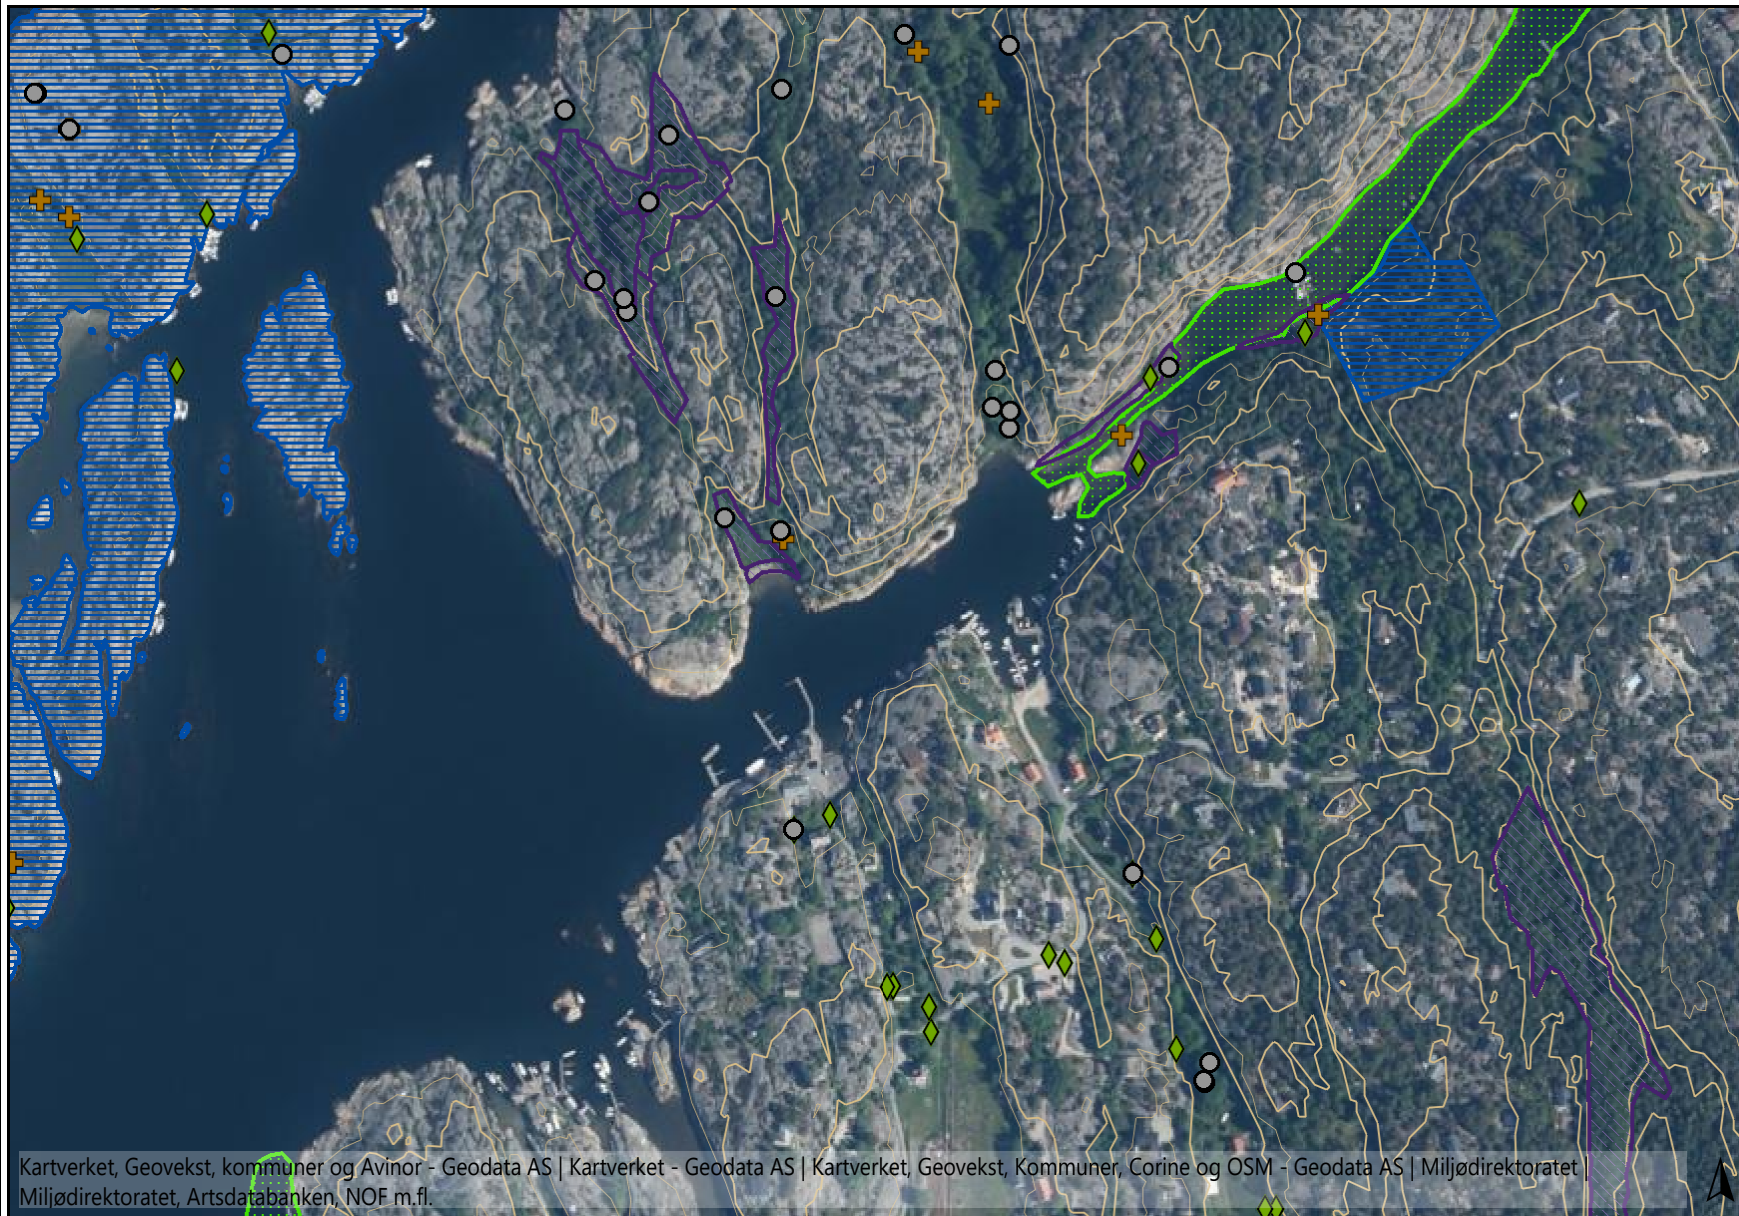 Kartverket, Geovekst, kommuner og Avinor - Geodata AS | Kartverket - Geodata AS | Kartverket, Geovekst, Kommuner, Corine og OSM - Geodata AS | Miljødirektoratet |
Miljødirektoratet, Artsdatabanken, NOF m.fl.